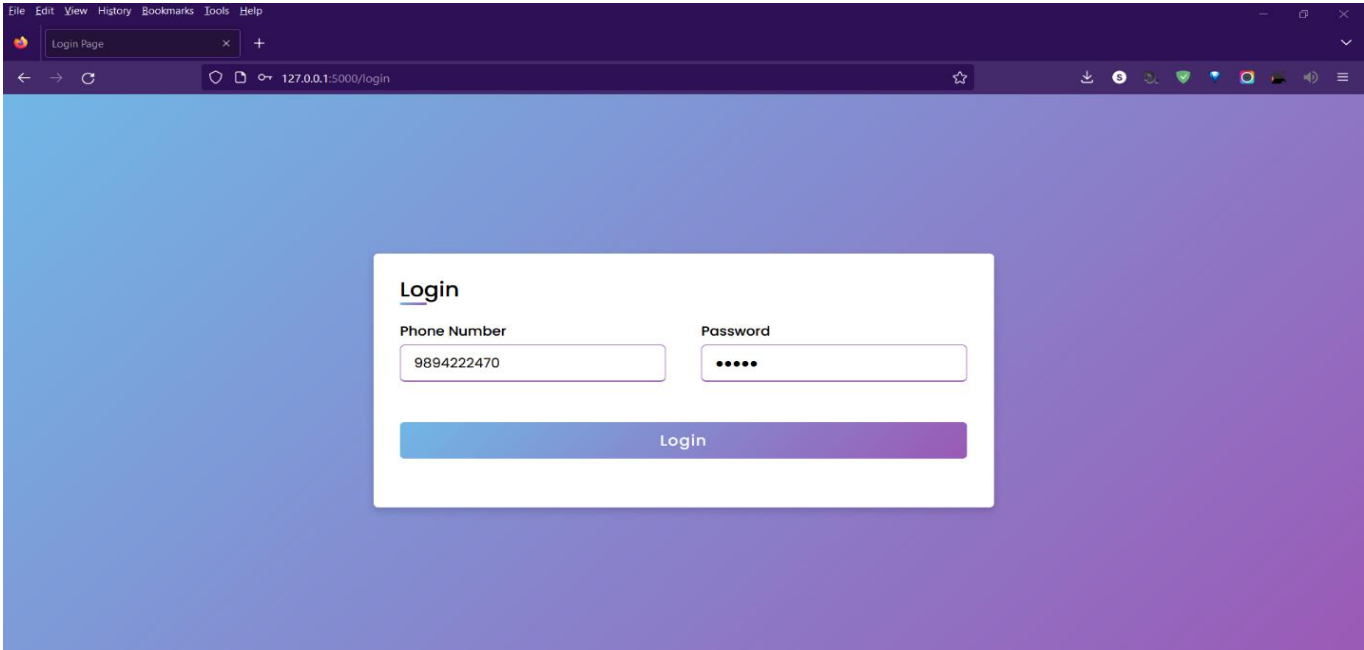 File Edit View History Bookmarks Tools Help
Login Page
127.0.0.1:5000/login
Login
Phone Number Password
9894222470 •••••
Login